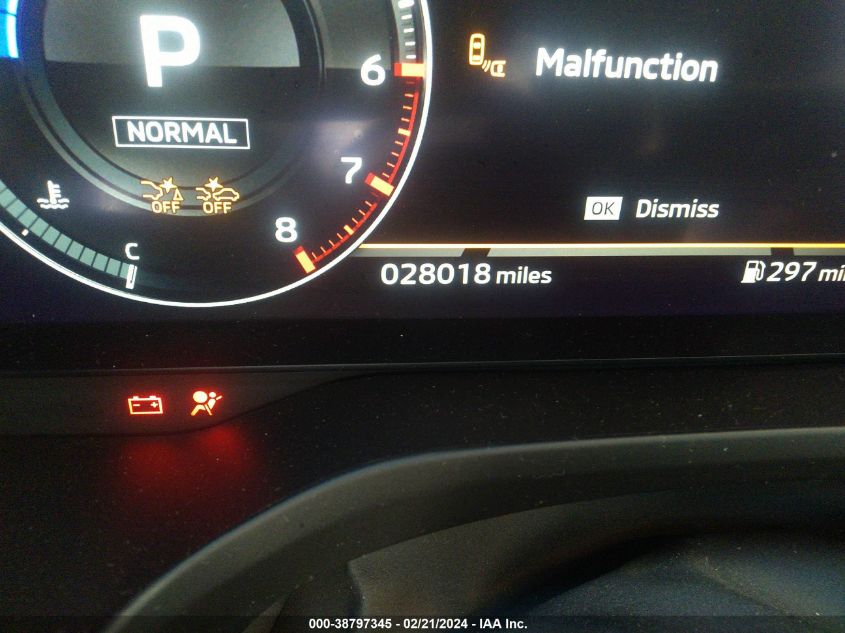 P
NORMAL
6
7
8
OFF OFF
C
Malfunction
OK Dismiss
028018 miles
297 mi
000-38797345 - 02/21/2024 - IAA Inc.